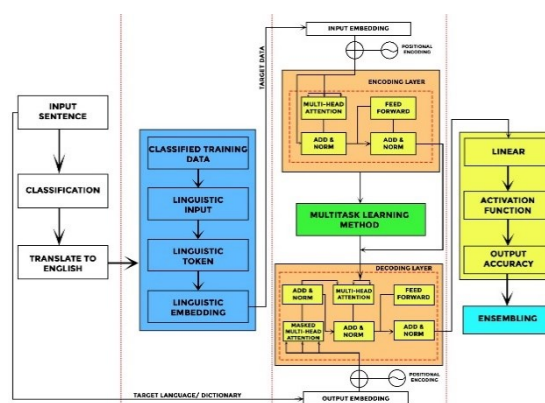 INPUT
SENTENCE
CLASSIFICATION
TRANSLATE TO
ENGLISH
CLASSIFIED TRAINING
DATA
LINGUISTIC
INPUT
LINGUISTIC
TOKEN
LINGUISTIC
EMBEDDING
TARGET DATA
INPUT EMBEDDING
POSITIONAL
ENCODING
ENCODING LAYER
MULTI-HEAD
ATTENTION
FEED
FORWARD
ADD &
NORM
ADD &
NORM
MULTITASK LEARNING
METHOD
DECODING LAYER
ADD &
NORM
MULTI-HEAD
ATTENTION
FEED
FORWARD
MASKED
MULTI-HEAD
ATTENTION
ADD &
NORM
ADD &
NORM
POSITIONAL
ENCODING
TARGET LANGUAGE/ DICTIONARY
OUTPUT EMBEDDING
LINEAR
ACTIVATION
FUNCTION
OUTPUT
ACCURACY
ENSEMBLING